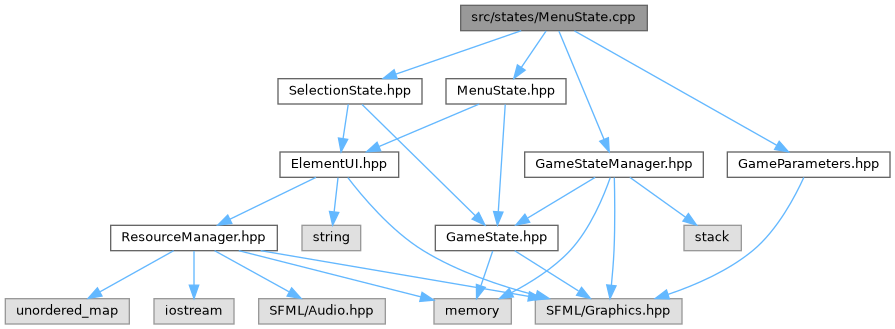 src/states/MenuState.cpp
SelectionState.hpp
MenuState.hpp
ElementUI.hpp
GameStateManager.hpp
GameParameters.hpp
ResourceManager.hpp
string
GameState.hpp
stack
unordered_map
iostream
SFML/Audio.hpp
memory
SFML/Graphics.hpp